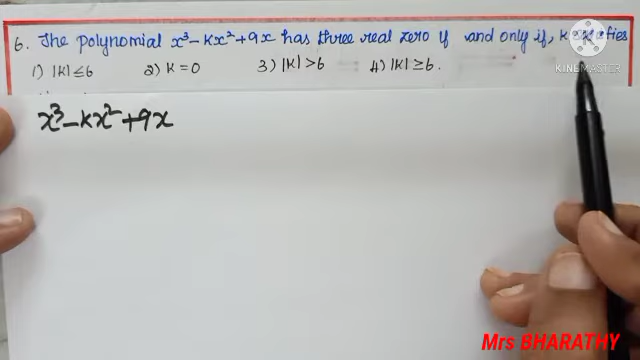 6. The polynomial x³-kx²+9x has three real zero if and only if, k
1) |k| ≤ 6 2) k = 0 3) |k| > 6 4) |k| ≥ 6.
KINEMASTER
x³-kx²+9x
Mrs BHARATHY